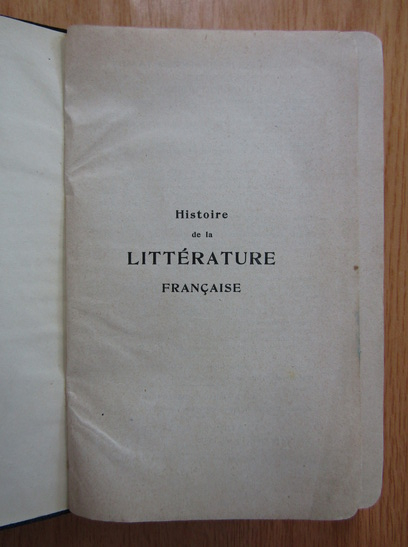 Histoire
de la
LITTÉRATURE
FRANÇAISE